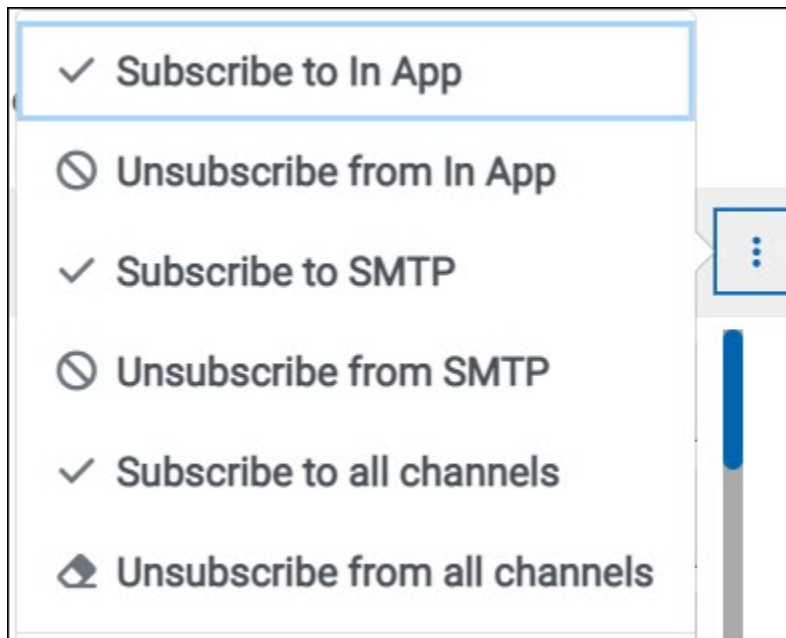 Subscribe to In App
Unsubscribe from In App
Subscribe to SMTP
Unsubscribe from SMTP
Subscribe to all channels
Unsubscribe from all channels